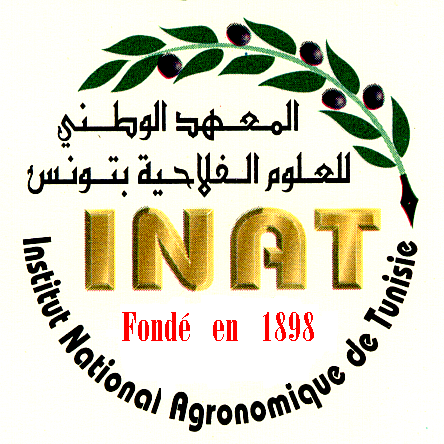 المعهد الوطني
للعلوم الفلاحية بتونس
INAT
Fondé en 1898
Institut National Agronomique de Tunisie